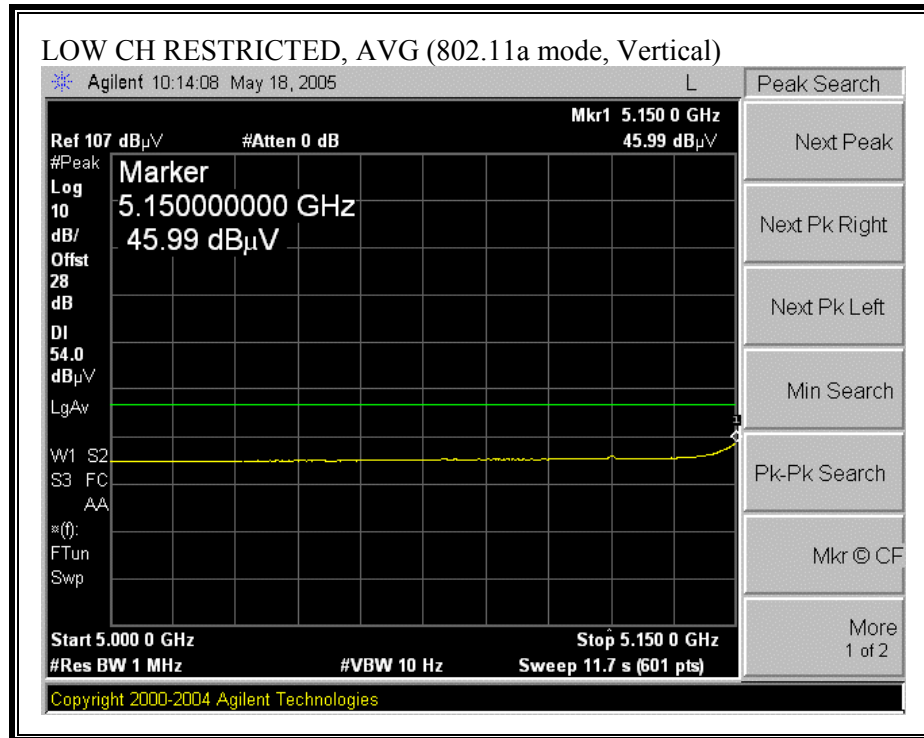 LOW CH RESTRICTED, AVG (802.11a mode, Vertical)
Agilent 10:14:08 May 18, 2005 L
Peak Search
Mkr1 5.150 0 GHz
Ref 107 dBµV #Atten 0 dB 45.99 dBµV
#Peak
Log
10
dB/
Offst
28
dB
DI
54.0
dBµV
LgAv
W1 S2
S3 FC
AA
¤(f):
FTun
Swp
Marker
5.150000000 GHz
45.99 dBµV
1
Start 5.000 0 GHz Stop 5.150 0 GHz
#Res BW 1 MHz #VBW 10 Hz Sweep 11.7 s (601 pts)
Copyright 2000-2004 Agilent Technologies
Next Peak
Next Pk Right
Next Pk Left
Min Search
Pk-Pk Search
Mkr © CF
More
1 of 2